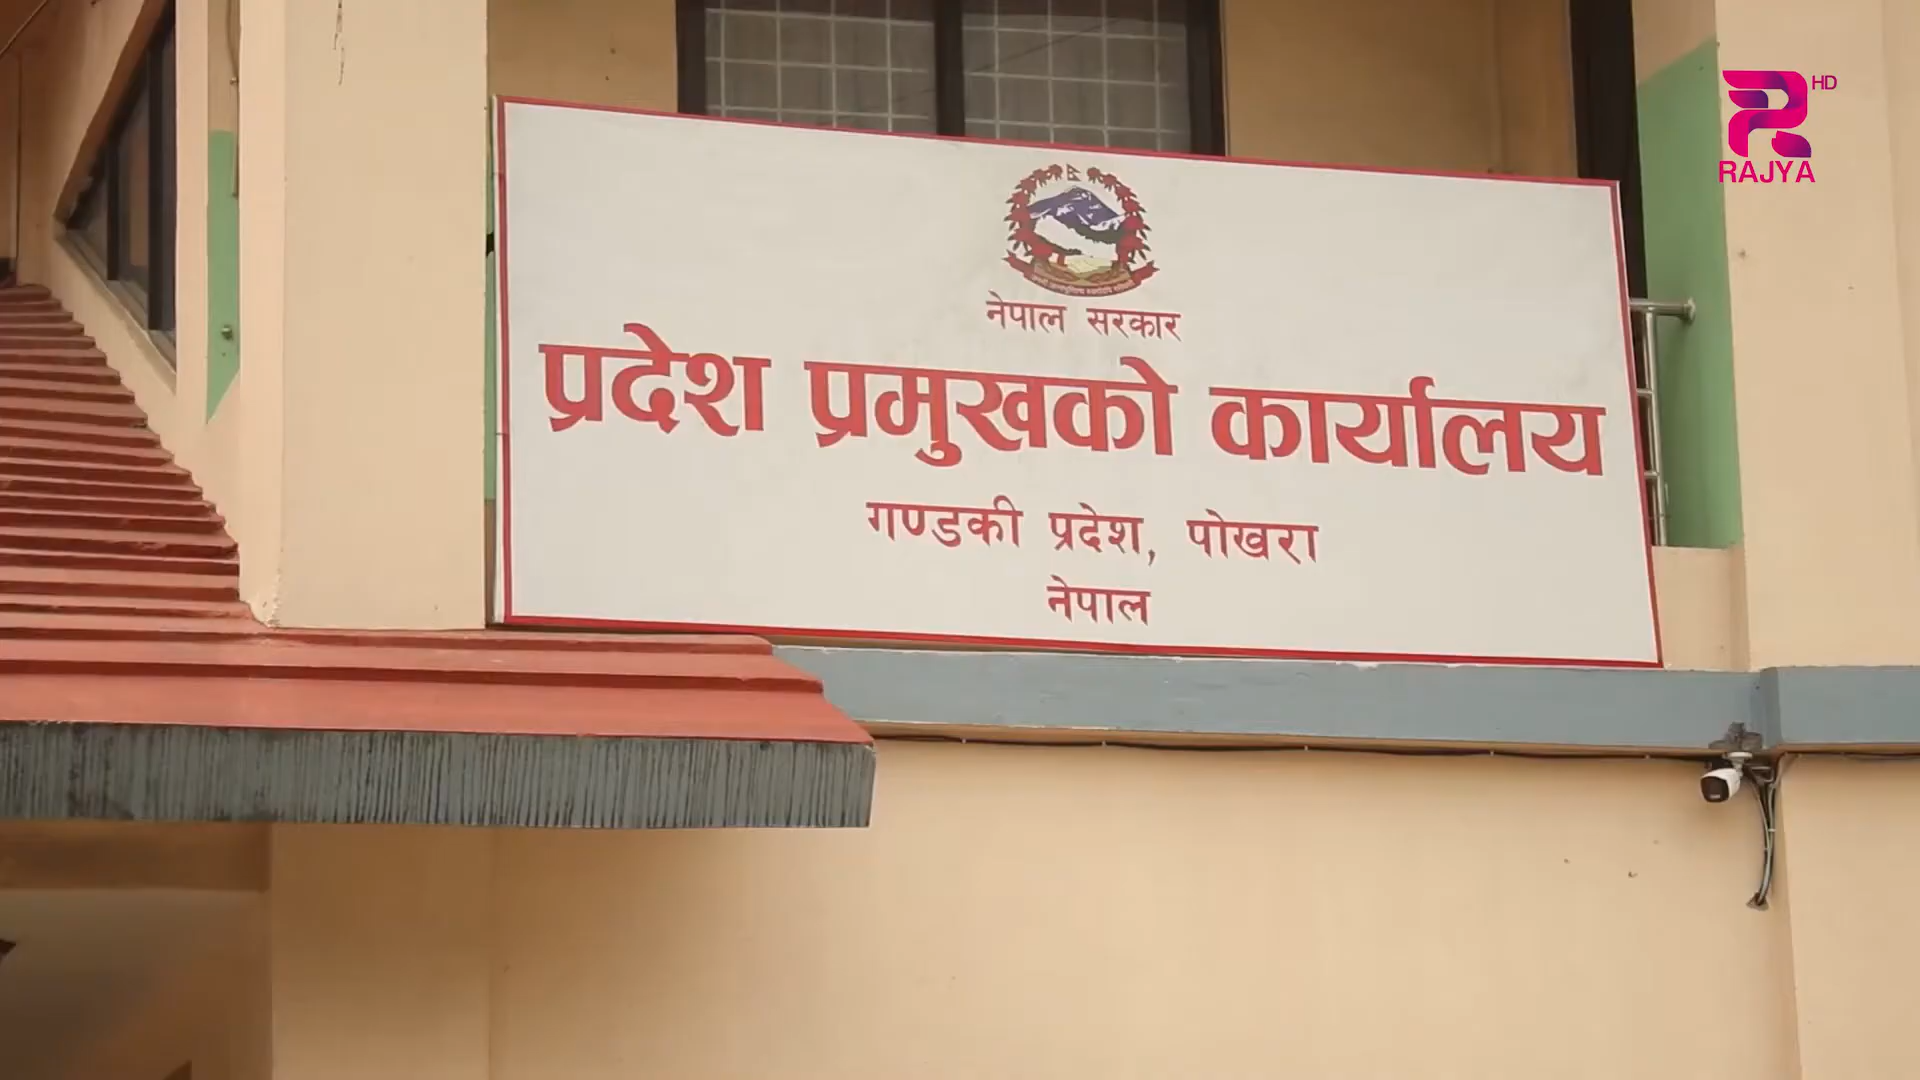 नेपाल सरकार
प्रदेश प्रमुखको कार्यालय
गण्डकी प्रदेश, पोखरा
नेपाल
HD
RAJYA